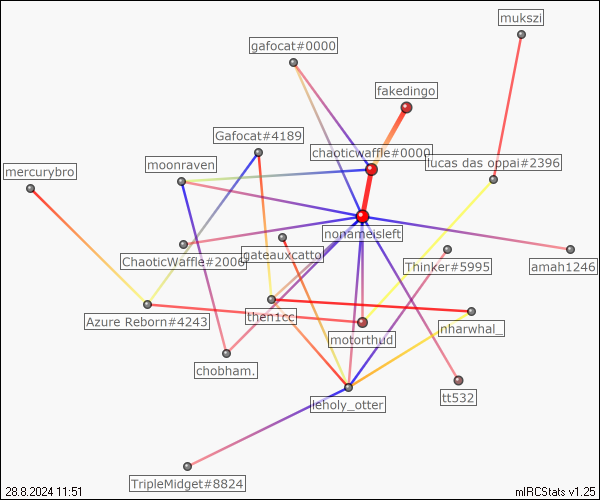 mukszi
gafocat#0000
fakedingo
Gafocat#4189
chaoticwaffle#0000
lucas das oppai#2396
moonraven
mercurybro
nonameisleft
ChaoticWaffle#2000
gateauxcatto
Thinker#5995
amah1246
Azure Reborn#4243
then1cc
motorthud
nharwhal_
chobham.
leholy_otter
tt532
TripleMidget#8824
28.8.2024 11:51
mIRCStats v1.25